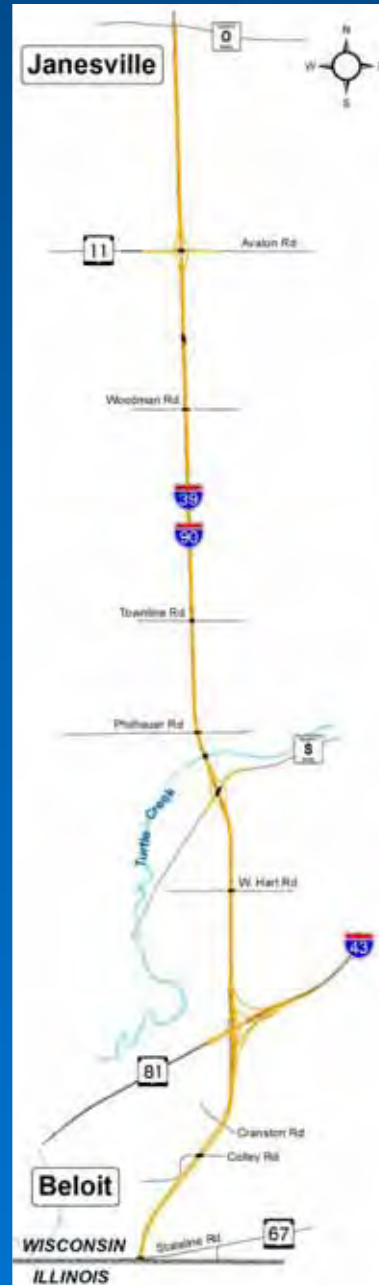 O
Janesville
N
W
S
11
Avalon Rd
Woodman Rd
39
90
Townline Rd
Philhauer Rd
S
Turtle Creek
W. Hart Rd
43
81
Cranston Rd
Colley Rd
Beloit
67
Stateline Rd
WISCONSIN
ILLINOIS